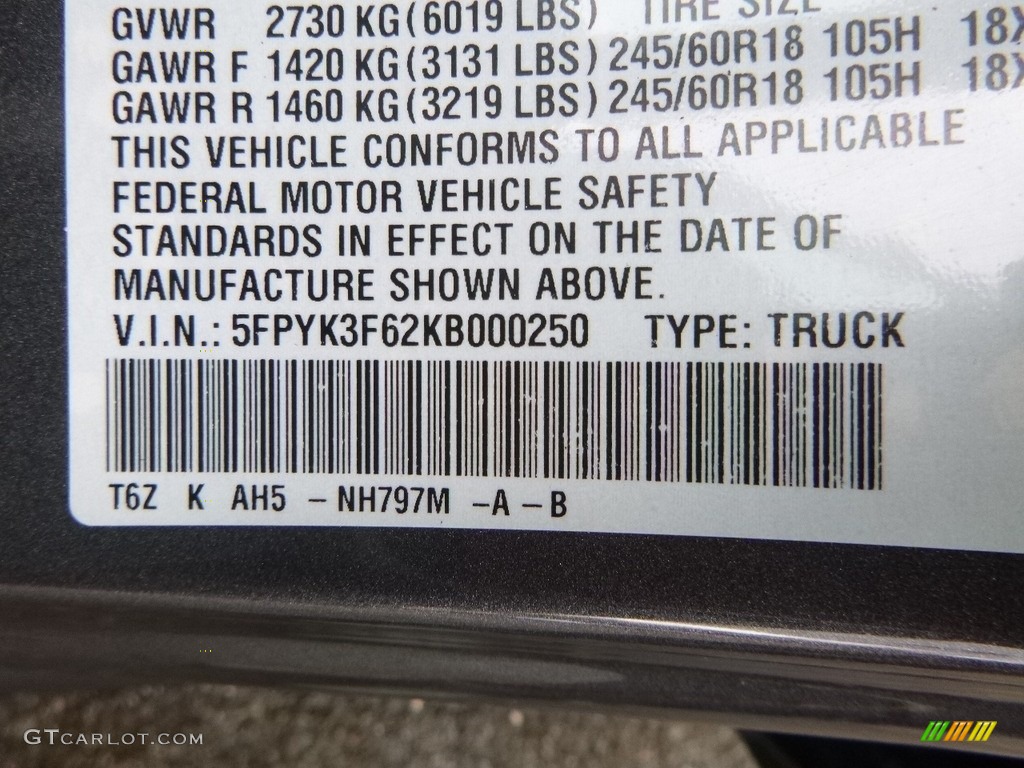 GVWR 2730 KG (6019 LBS) TIRE SIZE
GAWR F 1420 KG (3131 LBS) 245/60R18 105H 18X
GAWR R 1460 KG (3219 LBS) 245/60R18 105H 18X
THIS VEHICLE CONFORMS TO ALL APPLICABLE
FEDERAL MOTOR VEHICLE SAFETY
STANDARDS IN EFFECT ON THE DATE OF
MANUFACTURE SHOWN ABOVE.
V.I.N.: 5FPYK3F62KB000250 TYPE: TRUCK
T6Z K AH5 - NH797M - A - B
GTCARLOT.COM